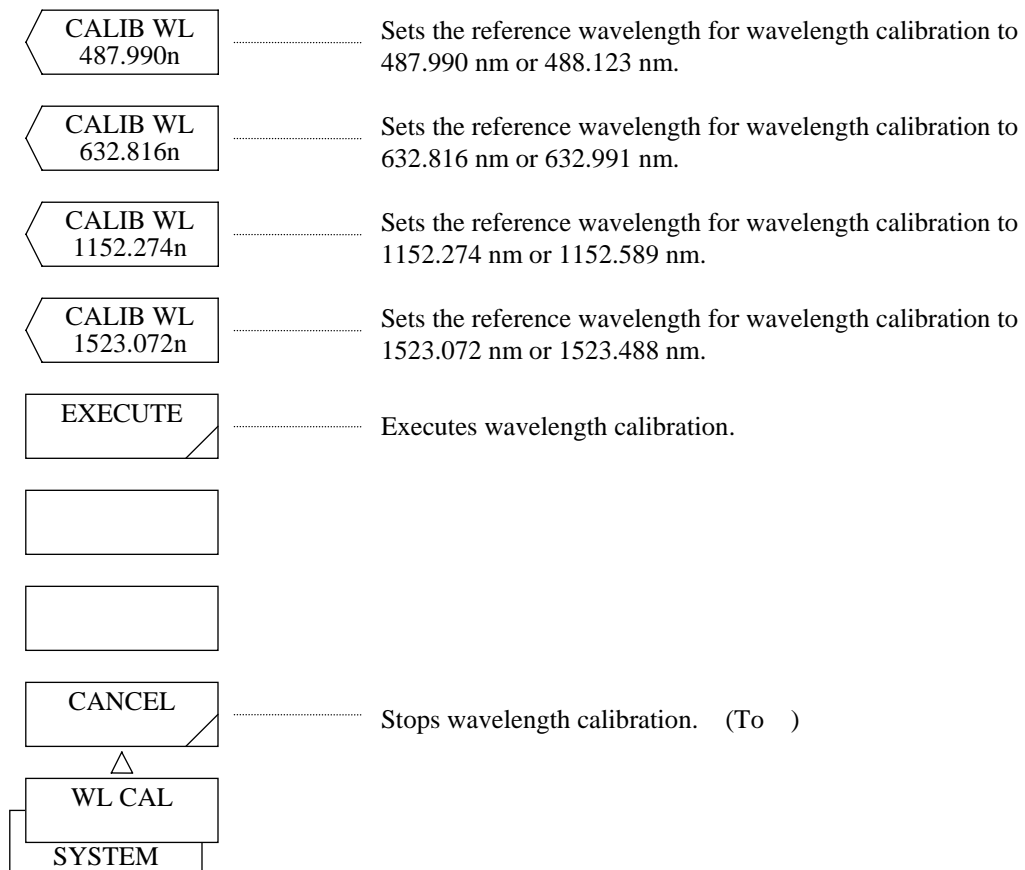 CALIB WL
487.990n
Sets the reference wavelength for wavelength calibration to
487.990 nm or 488.123 nm.
CALIB WL
632.816n
Sets the reference wavelength for wavelength calibration to
632.816 nm or 632.991 nm.
CALIB WL
1152.274n
Sets the reference wavelength for wavelength calibration to
1152.274 nm or 1152.589 nm.
CALIB WL
1523.072n
Sets the reference wavelength for wavelength calibration to
1523.072 nm or 1523.488 nm.
EXECUTE
Executes wavelength calibration.
CANCEL
Stops wavelength calibration. (To )
WL CAL
SYSTEM